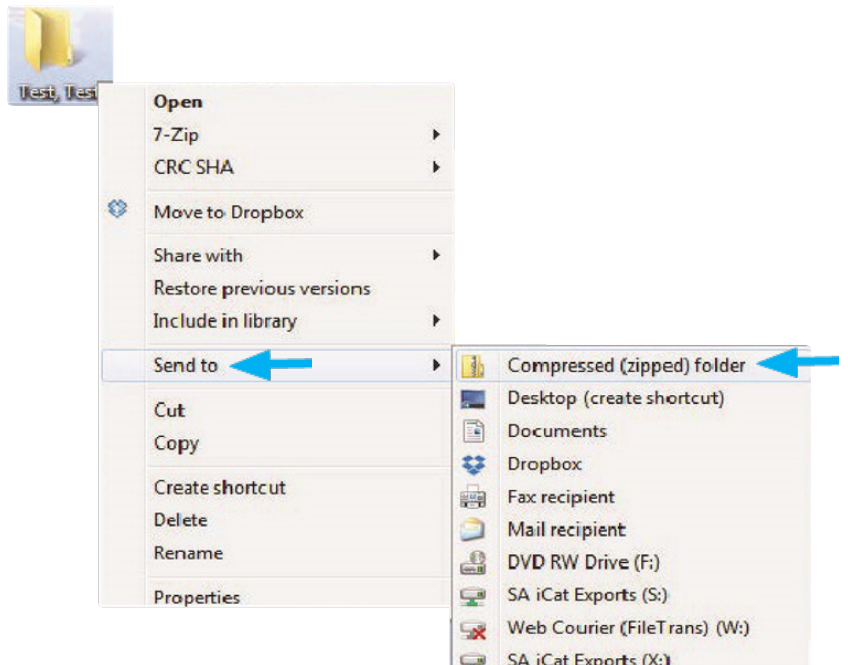 Test, Test
Open
7-Zip
CRC SHA
Move to Dropbox
Share with
Restore previous versions
Include in library
Send to
Cut
Copy
Create shortcut
Delete
Rename
Properties
Compressed (zipped) folder
Desktop (create shortcut)
Documents
Dropbox
Fax recipient
Mail recipient
DVD RW Drive (F:)
SA iCat Exports (S:)
Web Courier (FileTrans) (W:)
SA iCat Exports (X:)